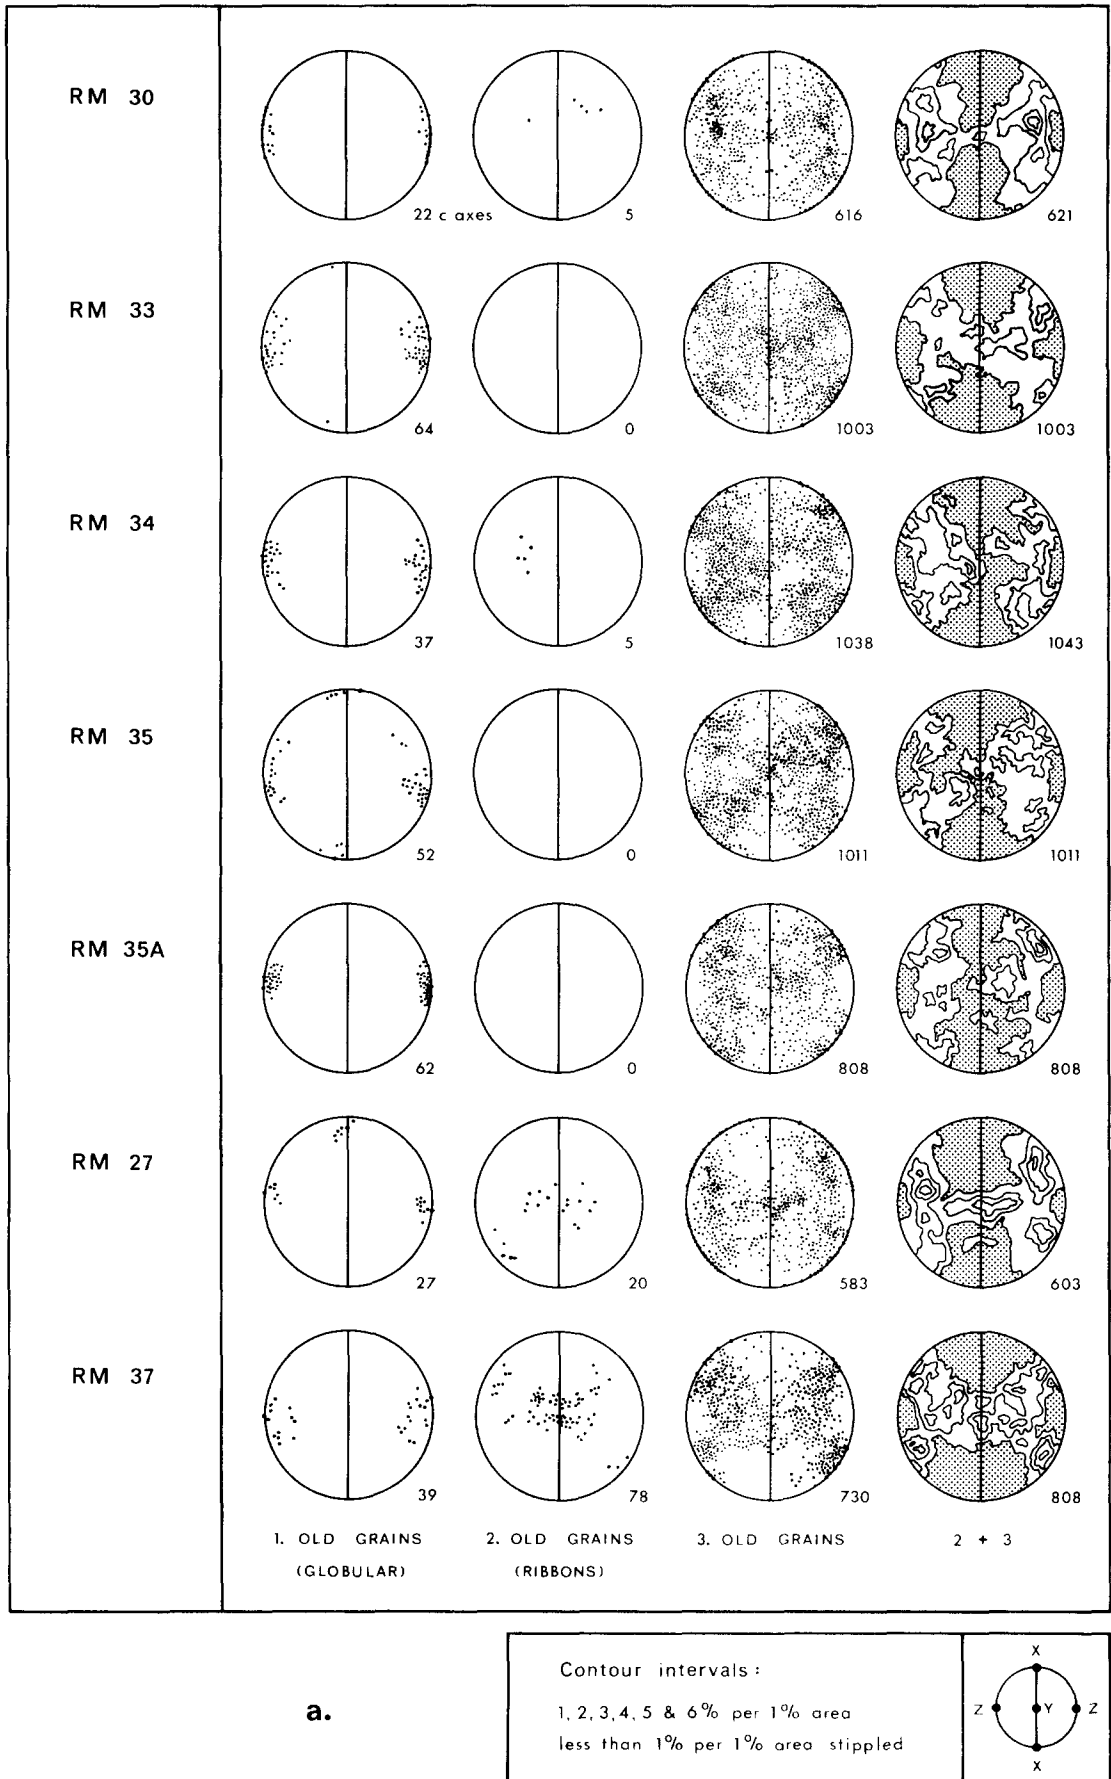 RM 30
22 c axes 5 616 621
RM 33
64 0 1003 1003
RM 34
37 5 1038 1043
RM 35
52 0 1011 1011
RM 35A
62 0 808 808
RM 27
27 20 583 603
RM 37
39 78 730 808
1. OLD GRAINS 2. OLD GRAINS 3. OLD GRAINS 2 + 3
(GLOBULAR) (RIBBONS)
Contour intervals :
1, 2, 3, 4, 5 & 6% per 1% area
less than 1% per 1% area stippled
X
Z Y Z
X
a.